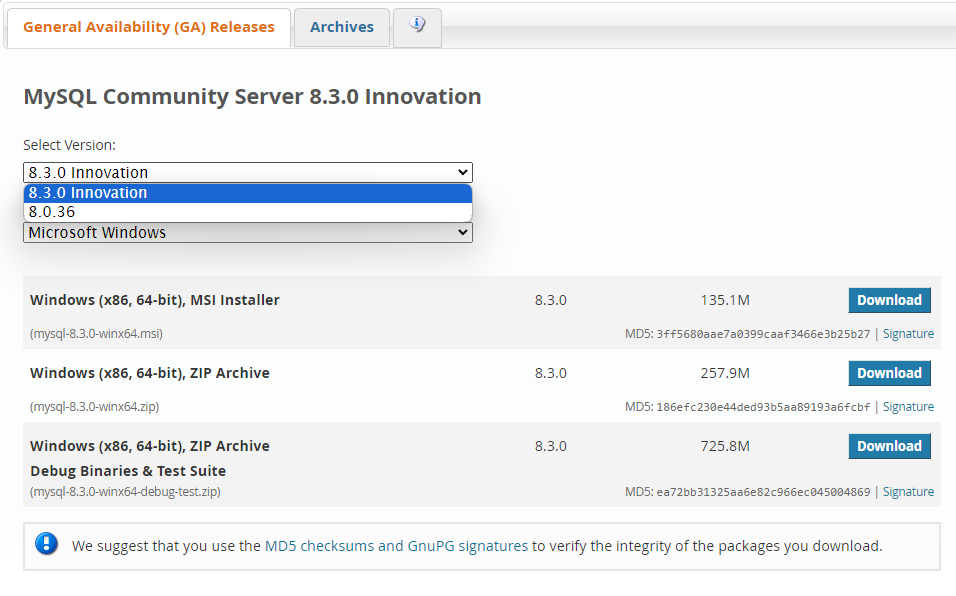 General Availability (GA) Releases
Archives
MySQL Community Server 8.3.0 Innovation
Select Version:
8.3.0 Innovation
8.3.0 Innovation
8.0.36
Microsoft Windows
Windows (x86, 64-bit), MSI Installer 8.3.0 135.1M Download
(mysql-8.3.0-winx64.msi) MD5: 3ff5680aae7a0399caaf3466e3b25b27 | Signature
Windows (x86, 64-bit), ZIP Archive 8.3.0 257.9M Download
(mysql-8.3.0-winx64.zip) MD5: 186efc230e44ded93b5aa89193a6fcbf | Signature
Windows (x86, 64-bit), ZIP Archive 8.3.0 725.8M Download
Debug Binaries & Test Suite
(mysql-8.3.0-winx64-debug-test.zip) MD5: ea72bb31325aa6e82c966ec045004869 | Signature
We suggest that you use the MD5 checksums and GnuPG signatures to verify the integrity of the packages you download.